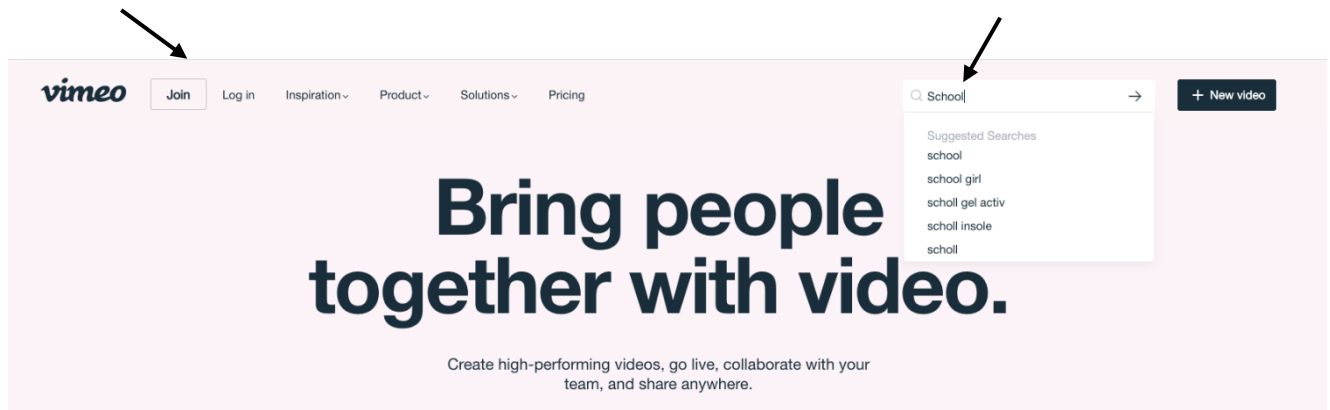 vimeo Join Log in Inspiration Product Solutions Pricing School + New video
Suggested Searches
school
school girl
scholl gel activ
scholl insole
scholl
Bring people
together with video.
Create high-performing videos, go live, collaborate with your
team, and share anywhere.